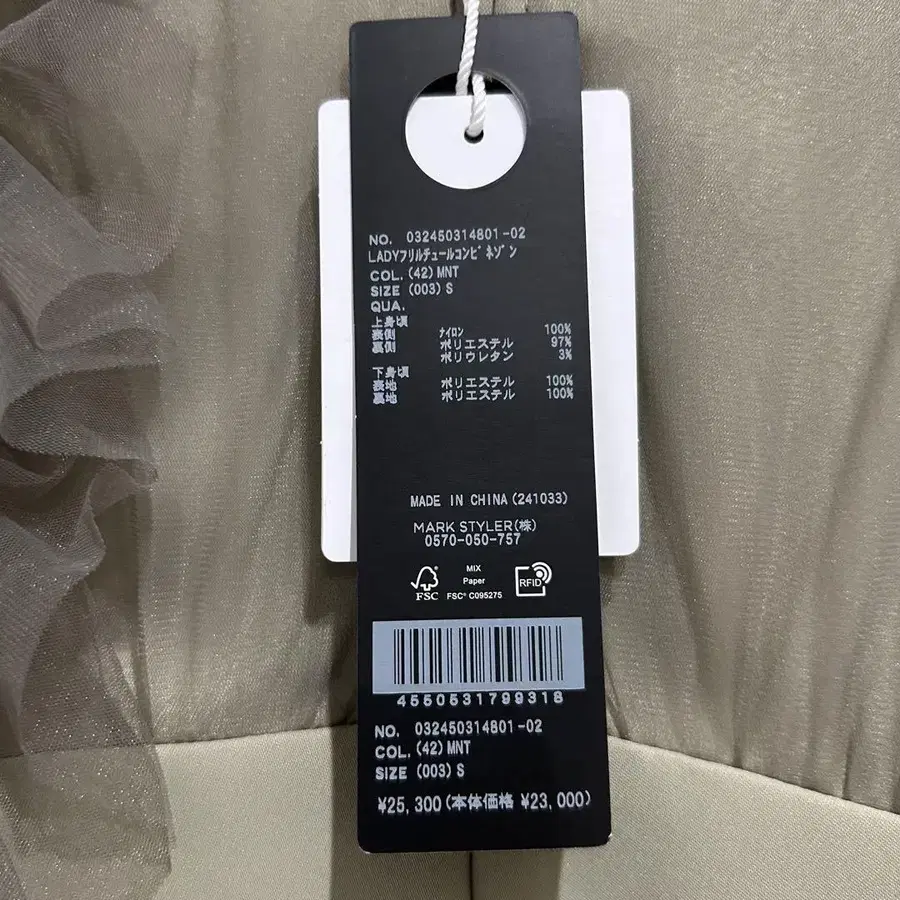 NO. 032450314801-02
LADYフリルチュールコンビネゾン
COL. (42) MNT
SIZE (003) S
QUA.
上身頃
表側 ナイロン 100%
裏側 ポリエステル 97%
ポリウレタン 3%
下身頃
表地 ポリエステル 100%
裏地 ポリエステル 100%
MADE IN CHINA (241033)
MARK STYLER(株)
0570-050-757
FSC
MIX
Paper
FSC® C095275
RFID
4550531799318
NO. 032450314801-02
COL. (42) MNT
SIZE (003) S
¥25,300(本体価格 ¥23,000)